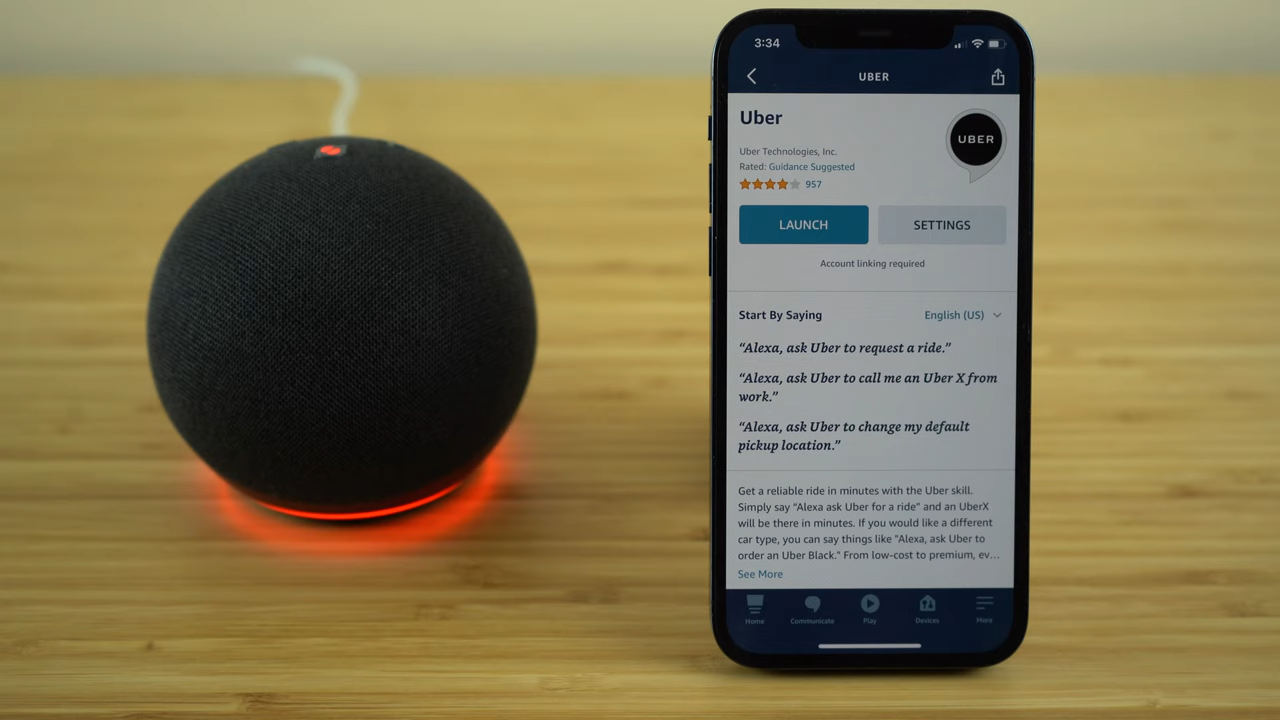 3:34
UBER
Uber
UBER
Uber Technologies, Inc.
Rated: Guidance Suggested
957
LAUNCH
SETTINGS
Account linking required
Start By Saying
English (US)
“Alexa, ask Uber to request a ride.”
“Alexa, ask Uber to call me an Uber X from
work.”
“Alexa, ask Uber to change my default
pickup location.”
Get a reliable ride in minutes with the Uber skill.
Simply say “Alexa ask Uber for a ride” and an UberX
will be there in minutes. If you would like a different
car type, you can say things like "Alexa, ask Uber to
order an Uber Black." From low-cost to premium, ev...
See More
Home
Communicate
Play
Devices
More